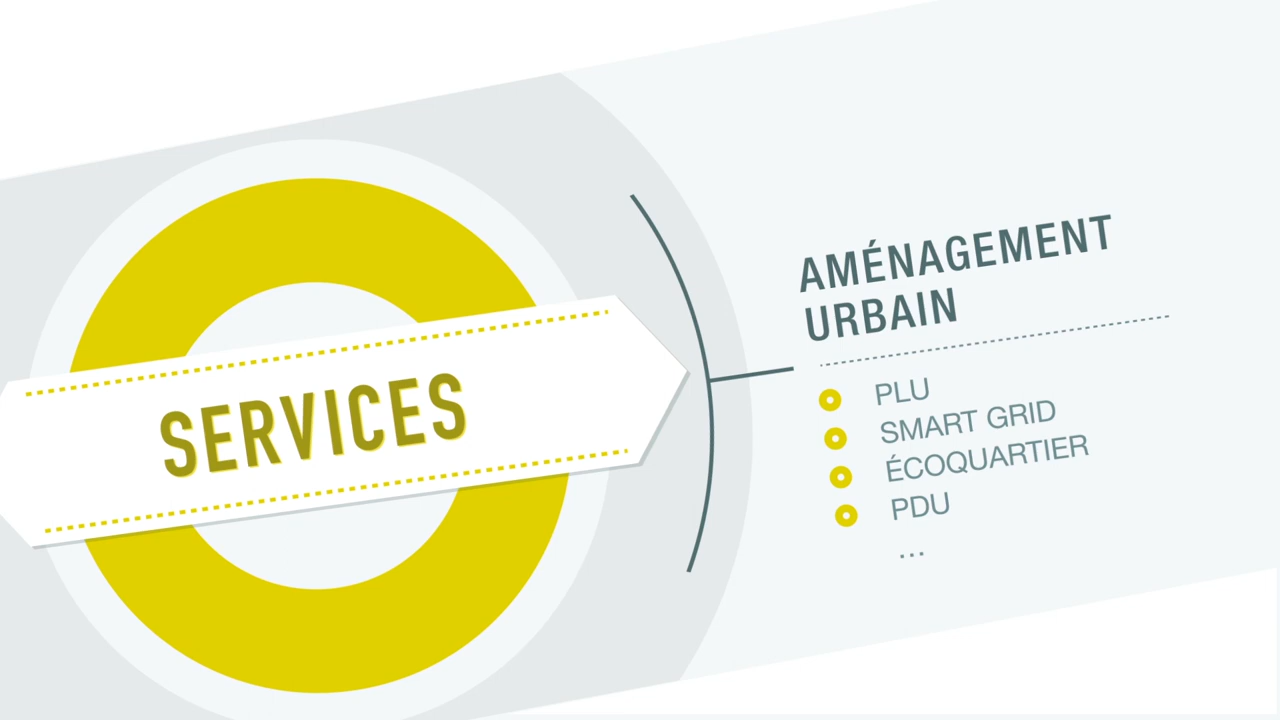 SERVICES
AMÉNAGEMENT
URBAIN
PLU
SMART GRID
ÉCOQUARTIER
PDU
...